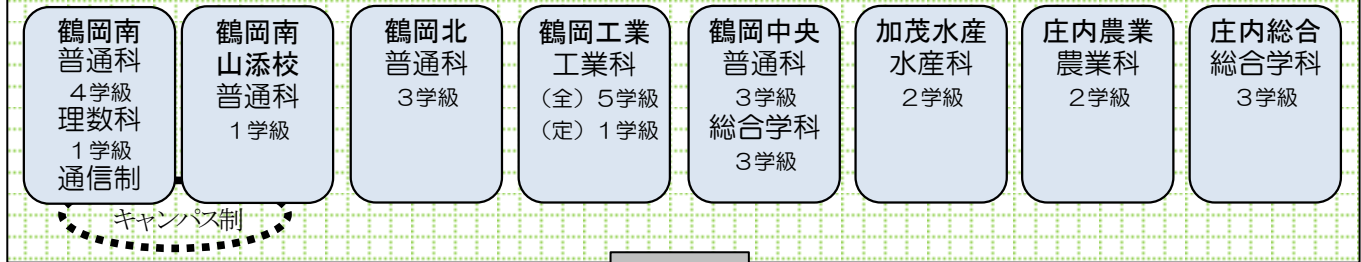 鶴岡南
普通科
４学級
理数科
１学級
通信制
鶴岡南
山添校
普通科
１学級
キャンパス制
鶴岡北
普通科
３学級
鶴岡工業
工業科
（全）５学級
（定）１学級
鶴岡中央
普通科
３学級
総合学科
３学級
加茂水産
水産科
２学級
庄内農業
農業科
２学級
庄内総合
総合学科
３学級